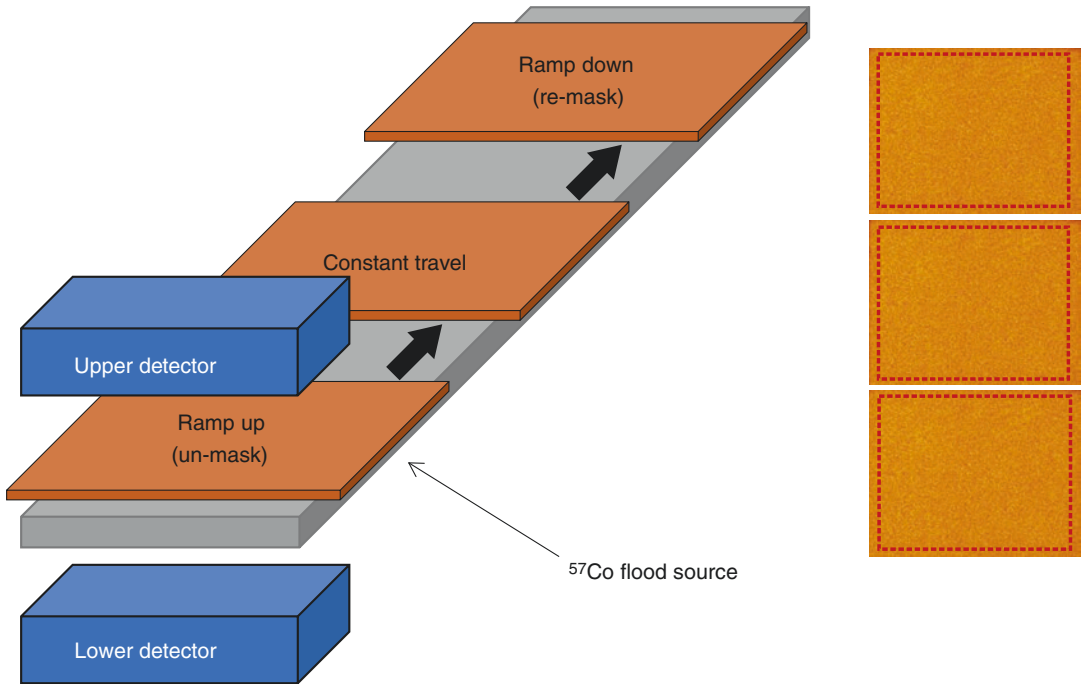 Ramp down
(re-mask)
Constant travel
Upper detector
Ramp up
(un-mask)
⁵⁷Co flood source
Lower detector